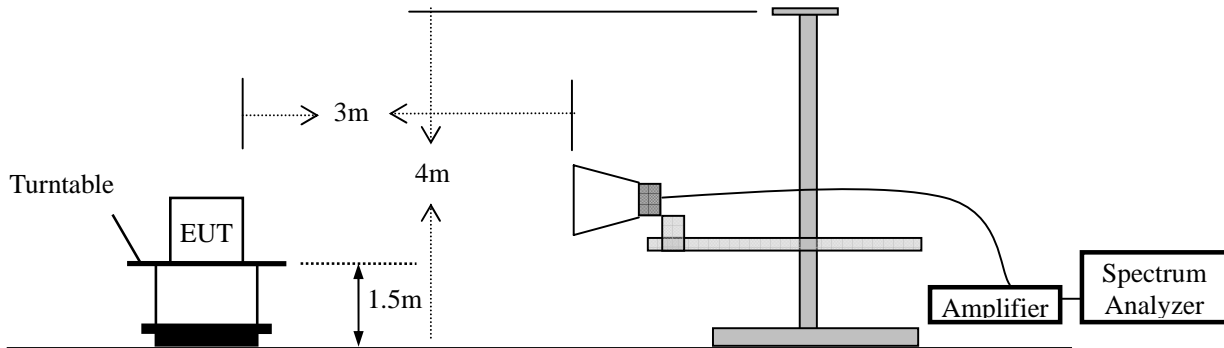 3m
4m
Turntable
EUT
1.5m
Amplifier
Spectrum
Analyzer